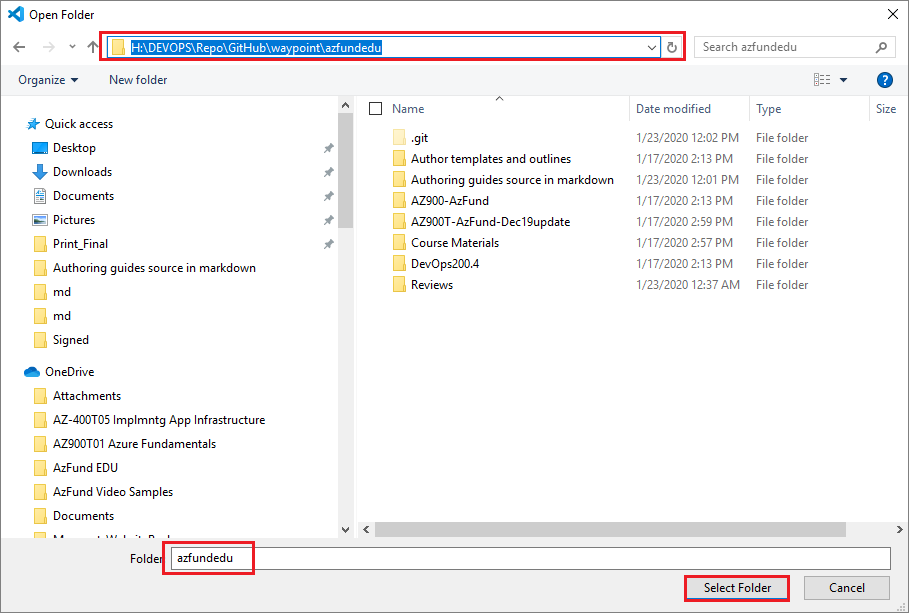 Open Folder
H:\DEVOPS\Repo\GitHub\waypoint\azfundedu
Search azfundedu
Organize
New folder
?
Name
Date modified
Type
Size
Quick access
Desktop
Downloads
Documents
Pictures
Print_Final
Authoring guides source in markdown
md
md
Signed
OneDrive
Attachments
AZ-400T05 Implmntg App Infrastructure
AZ900T01 Azure Fundamentals
AzFund EDU
AzFund Video Samples
Documents
.git 1/23/2020 12:02 PM File folder
Author templates and outlines 1/17/2020 2:13 PM File folder
Authoring guides source in markdown 1/23/2020 12:01 PM File folder
AZ900-AzFund 1/17/2020 2:13 PM File folder
AZ900T-AzFund-Dec19update 1/17/2020 2:59 PM File folder
Course Materials 1/17/2020 2:57 PM File folder
DevOps200.4 1/17/2020 2:13 PM File folder
Reviews 1/23/2020 12:37 AM File folder
Folder
azfundedu
Select Folder
Cancel